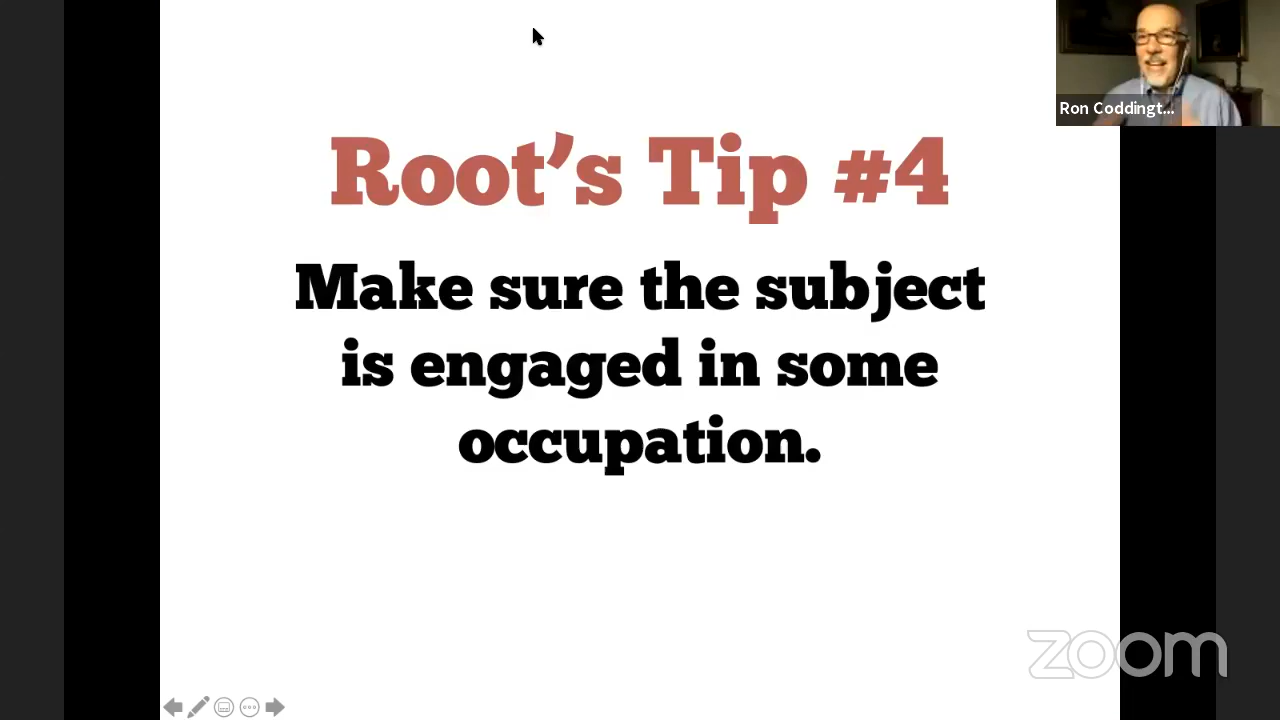 Root’s Tip #4
Make sure the subject
is engaged in some
occupation.
Ron Coddingt...
zoom